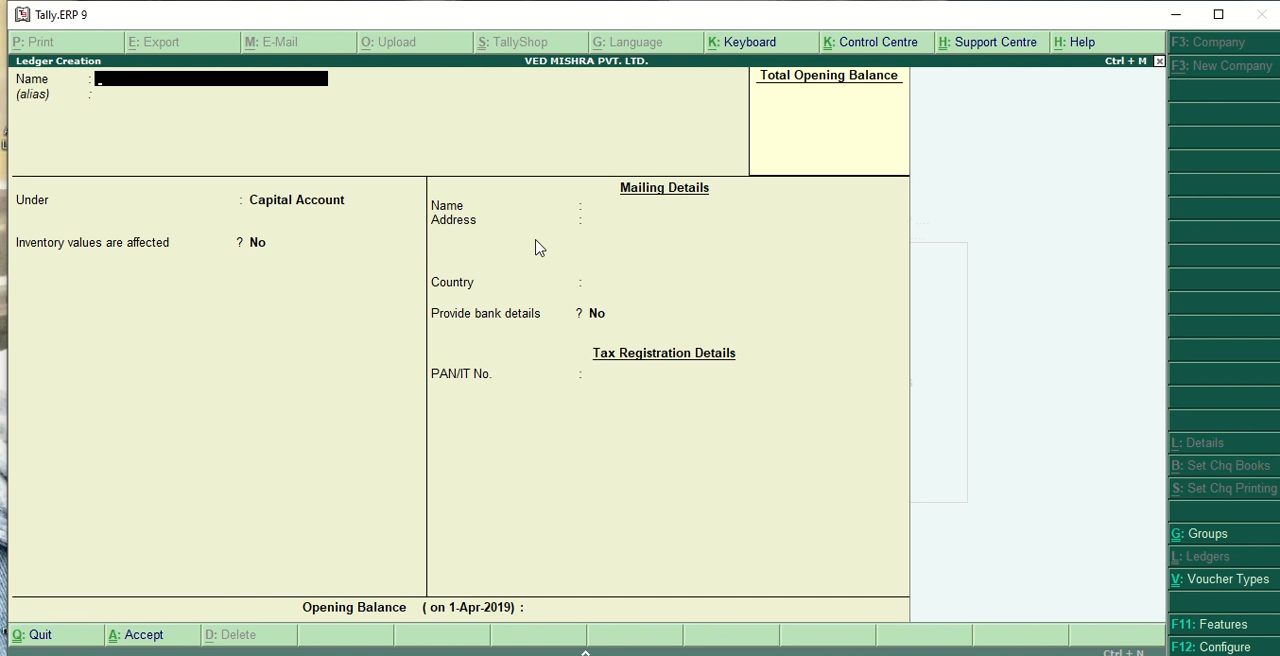 Tally.ERP 9
P: Print E: Export M: E-Mail O: Upload S: TallyShop G: Language K: Keyboard K: Control Centre H: Support Centre H: Help F3: Company
Ledger Creation VED MISHRA PVT. LTD. Ctrl + M F3: New Company
Name : Total Opening Balance
(alias) :
Under : Capital Account Mailing Details
Name :
Address :
Inventory values are affected ? No
Country :
Provide bank details ? No
Tax Registration Details
PAN/IT No. :
L: Details
B: Set Chq Books
S: Set Chq Printing
G: Groups
L: Ledgers
V: Voucher Types
Opening Balance ( on 1-Apr-2019) :
F11: Features
Q: Quit A: Accept D: Delete
F12: Configure
Ctrl + N